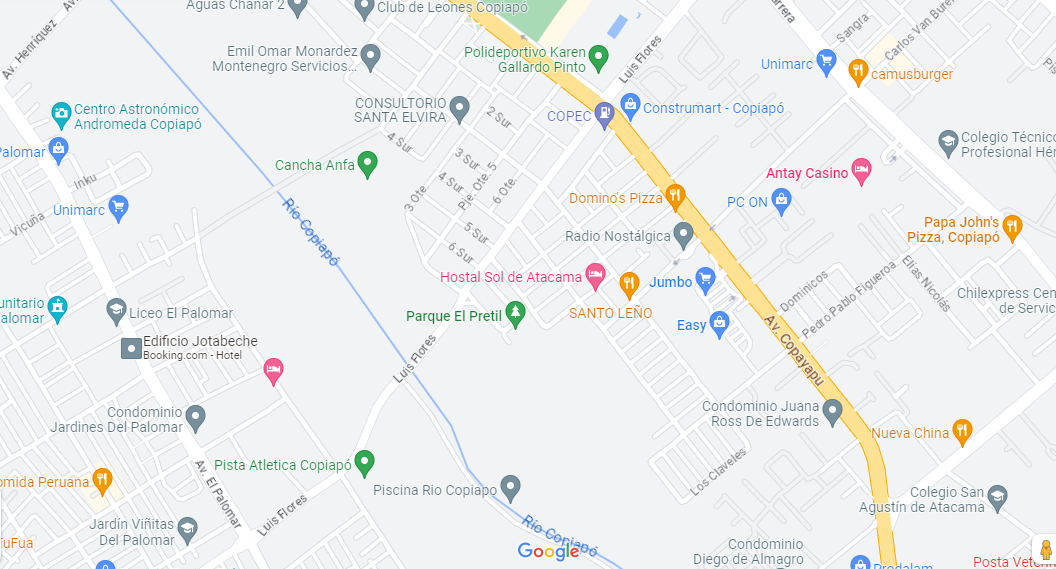 Aguas Chañar 2
Club de Leones Copiapó
Av. Henríquez
Av.
Carrera
Sangra
Carlos Van Buren
Luis Flores
Emil Omar Monardez
Montenegro Servicios...
Polideportivo Karen
Gallardo Pinto
Unimarc
camusburger
Centro Astronómico
Andromeda Copiapó
CONSULTORIO
SANTA ELVIRA
COPEC
Construmart - Copiapó
2 Sur
4 Sur
3 Sur
4 Sur
Pje. Ote. 5
6 Ote.
3 Ote.
5 Sur
6 Sur
Colegio Técnico
Profesional Hér
Palomar
Inku
Cancha Anfa
Antay Casino
Vicuña
Unimarc
Río Copiapó
Domino's Pizza
PC ON
Radio Nostálgica
Papa John's
Pizza, Copiapó
Hostal Sol de Atacama
SANTO LEÑO
Jumbo
Easy
Dominicos
Pedro Pablo Figueroa
Elías Nicolás
Chilexpress Cen
de Servic
unitario
alomar
Liceo El Palomar
Parque El Pretil
Edificio Jotabeche
Booking.com - Hotel
Luis Flores
Av. Copayapu
Condominio
Jardines Del Palomar
Condominio Juana
Ross De Edwards
Nueva China
Los Claveles
Pista Atletica Copiapó
Av. El Palomar
Luis Flores
omida Peruana
Piscina Rio Copiapo
Colegio San
Agustín de Atacama
Jardín Viñitas
Del Palomar
TuFua
Río Copiapó
Google
Condominio
Diego de Almagro
Prodalam
Posta Veterin